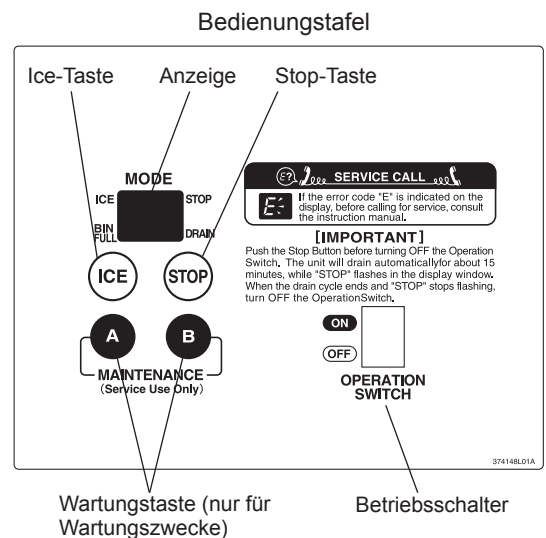 Bedienungstafel
Ice-Taste
Anzeige
Stop-Taste
MODE
ICE
STOP
BIN
FULL
DRAIN
ICE
STOP
A
B
MAINTENANCE
(Service Use Only)
E?
SERVICE CALL
E
If the error code "E" is indicated on the
display, before calling for service, consult
the instruction manual.
[IMPORTANT]
Push the Stop Button before turning OFF the Operation
Switch. The unit will drain automaticallyfor about 15
minutes, while "STOP" flashes in the display window.
When the drain cycle ends and "STOP" stops flashing,
turn OFF the OperationSwitch.
ON
OFF
OPERATION
SWITCH
374148L01A
Wartungstaste (nur für
Wartungszwecke)
Betriebsschalter